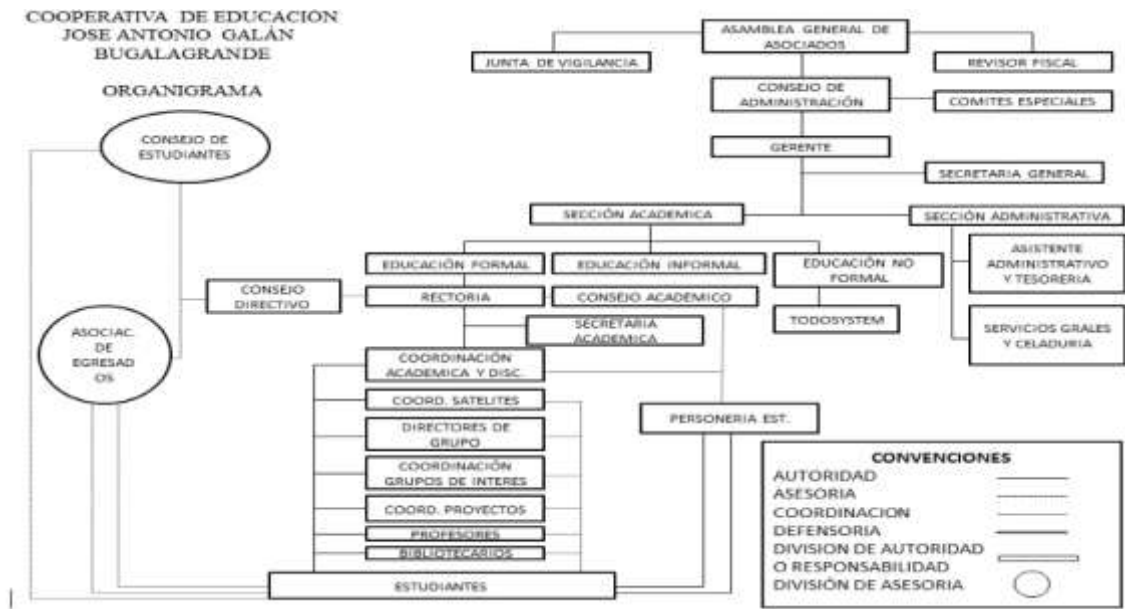 COOPERATIVA DE EDUCACIÓN
JOSE ANTONIO GALÁN
BUGALAGRANDE
ORGANIGRAMA
ASAMBLEA GENERAL DE
ASOCIADOS
JUNTA DE VIGILANCIA
REVISOR FISCAL
CONSEJO DE
ADMINISTRACIÓN
COMITES ESPECIALES
GERENTE
SECRETARIA GENERAL
SECCIÓN ACADEMICA
SECCIÓN ADMINISTRATIVA
ASISTENTE
ADMINISTRATIVO
Y TESORERIA
SERVICIOS GRALES
Y CELADURIA
CONSEJO DE
ESTUDIANTES
EDUCACIÓN FORMAL
EDUCACIÓN INFORMAL
EDUCACIÓN NO
FORMAL
CONSEJO
DIRECTIVO
RECTORIA
CONSEJO ACADEMICO
TODOSYSTEM
SECRETARIA
ACADEMICA
ASOCIAC.
DE
EGRESAD
OS
COORDINACIÓN
ACADEMICA Y DISC.
COORD. SATELITES
DIRECTORES DE
GRUPO
COORDINACIÓN
GRUPOS DE INTERES
COORD. PROYECTOS
PROFESORES
BIBLIOTECARIOS
ESTUDIANTES
PERSONERIA EST.
CONVENCIONES
AUTORIDAD
ASESORIA
COORDINACION
DEFENSORIA
DIVISION DE AUTORIDAD
O RESPONSABILIDAD
DIVISIÓN DE ASESORIA